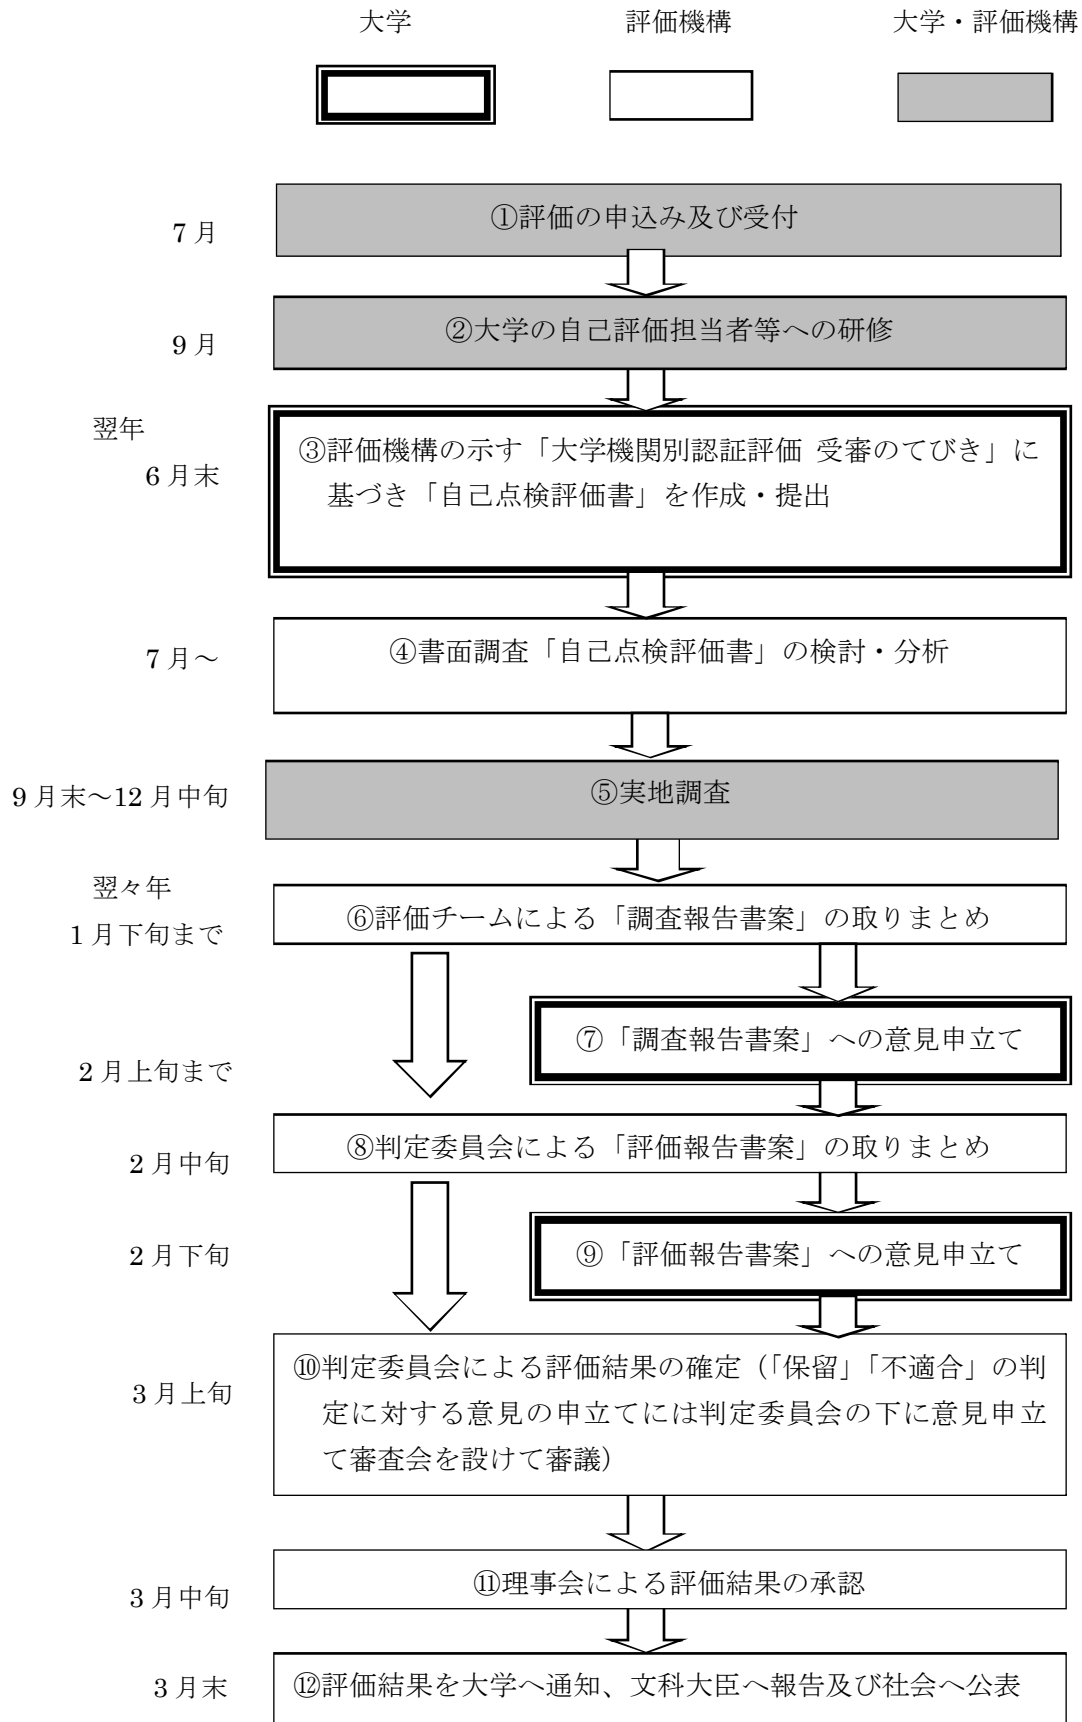 大学
評価機構
大学・評価機構
7月
①評価の申込み及び受付
9月
②大学の自己評価担当者等への研修
翌年
6月末
③評価機構の示す「大学機関別認証評価 受審のてびき」に
基づき「自己点検評価書」を作成・提出
7月～
④書面調査「自己点検評価書」の検討・分析
9月末～12月中旬
⑤実地調査
翌々年
1月下旬まで
⑥評価チームによる「調査報告書案」の取りまとめ
2月上旬まで
⑦「調査報告書案」への意見申立て
2月中旬
⑧判定委員会による「評価報告書案」の取りまとめ
2月下旬
⑨「評価報告書案」への意見申立て
3月上旬
⑩判定委員会による評価結果の確定（「保留」「不適合」の判
定に対する意見の申立てには判定委員会の下に意見申立
て審査会を設けて審議）
3月中旬
⑪理事会による評価結果の承認
3月末
⑫評価結果を大学へ通知、文科大臣へ報告及び社会へ公表